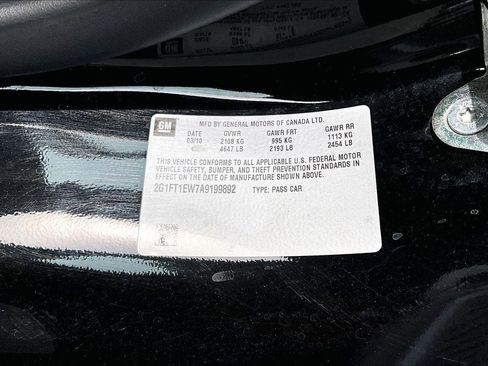 GM
MFD BY GENERAL MOTORS OF CANADA LTD.
DATE GVWR GAWR FRT GAWR RR
03/10 2108 KG 995 KG 1113 KG
4647 LB 2193 LB 2454 LB
THIS VEHICLE CONFORMS TO ALL APPLICABLE U.S. FEDERAL MOTOR
VEHICLE SAFETY, BUMPER, AND THEFT PREVENTION STANDARDS IN
EFFECT ON THE DATE OF MANUFACTURE SHOWN ABOVE.
2G1FT1EW7A9199892 TYPE: PASS CAR